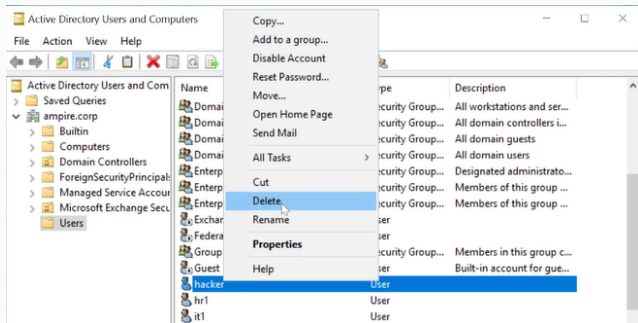 Active Directory Users and Computers
File Action View Help
Active Directory Users and Com
Saved Queries
ampire.corp
Builtin
Computers
Domain Controllers
ForeignSecurityPrincipals
Managed Service Accour
Microsoft Exchange Secu
Users
Copy...
Add to a group...
Disable Account
Reset Password...
Move...
Open Home Page
Send Mail
All Tasks
Cut
Delete
Rename
Properties
Help
Name ype Description
Domai ecurity Group... All workstations and ser...
Domai ecurity Group... All domain controllers i...
Domai ecurity Group... All domain guests
Domai ecurity Group... All domain users
Enterp ecurity Group... Designated administrato...
Enterp ecurity Group... Members of this group ...
Enterp ecurity Group... Members of this group ...
Exchar ser
Federa ser
Group ecurity Group... Members in this group c...
Guest ser Built-in account for gue...
hacker User
hr1 User
it1 User